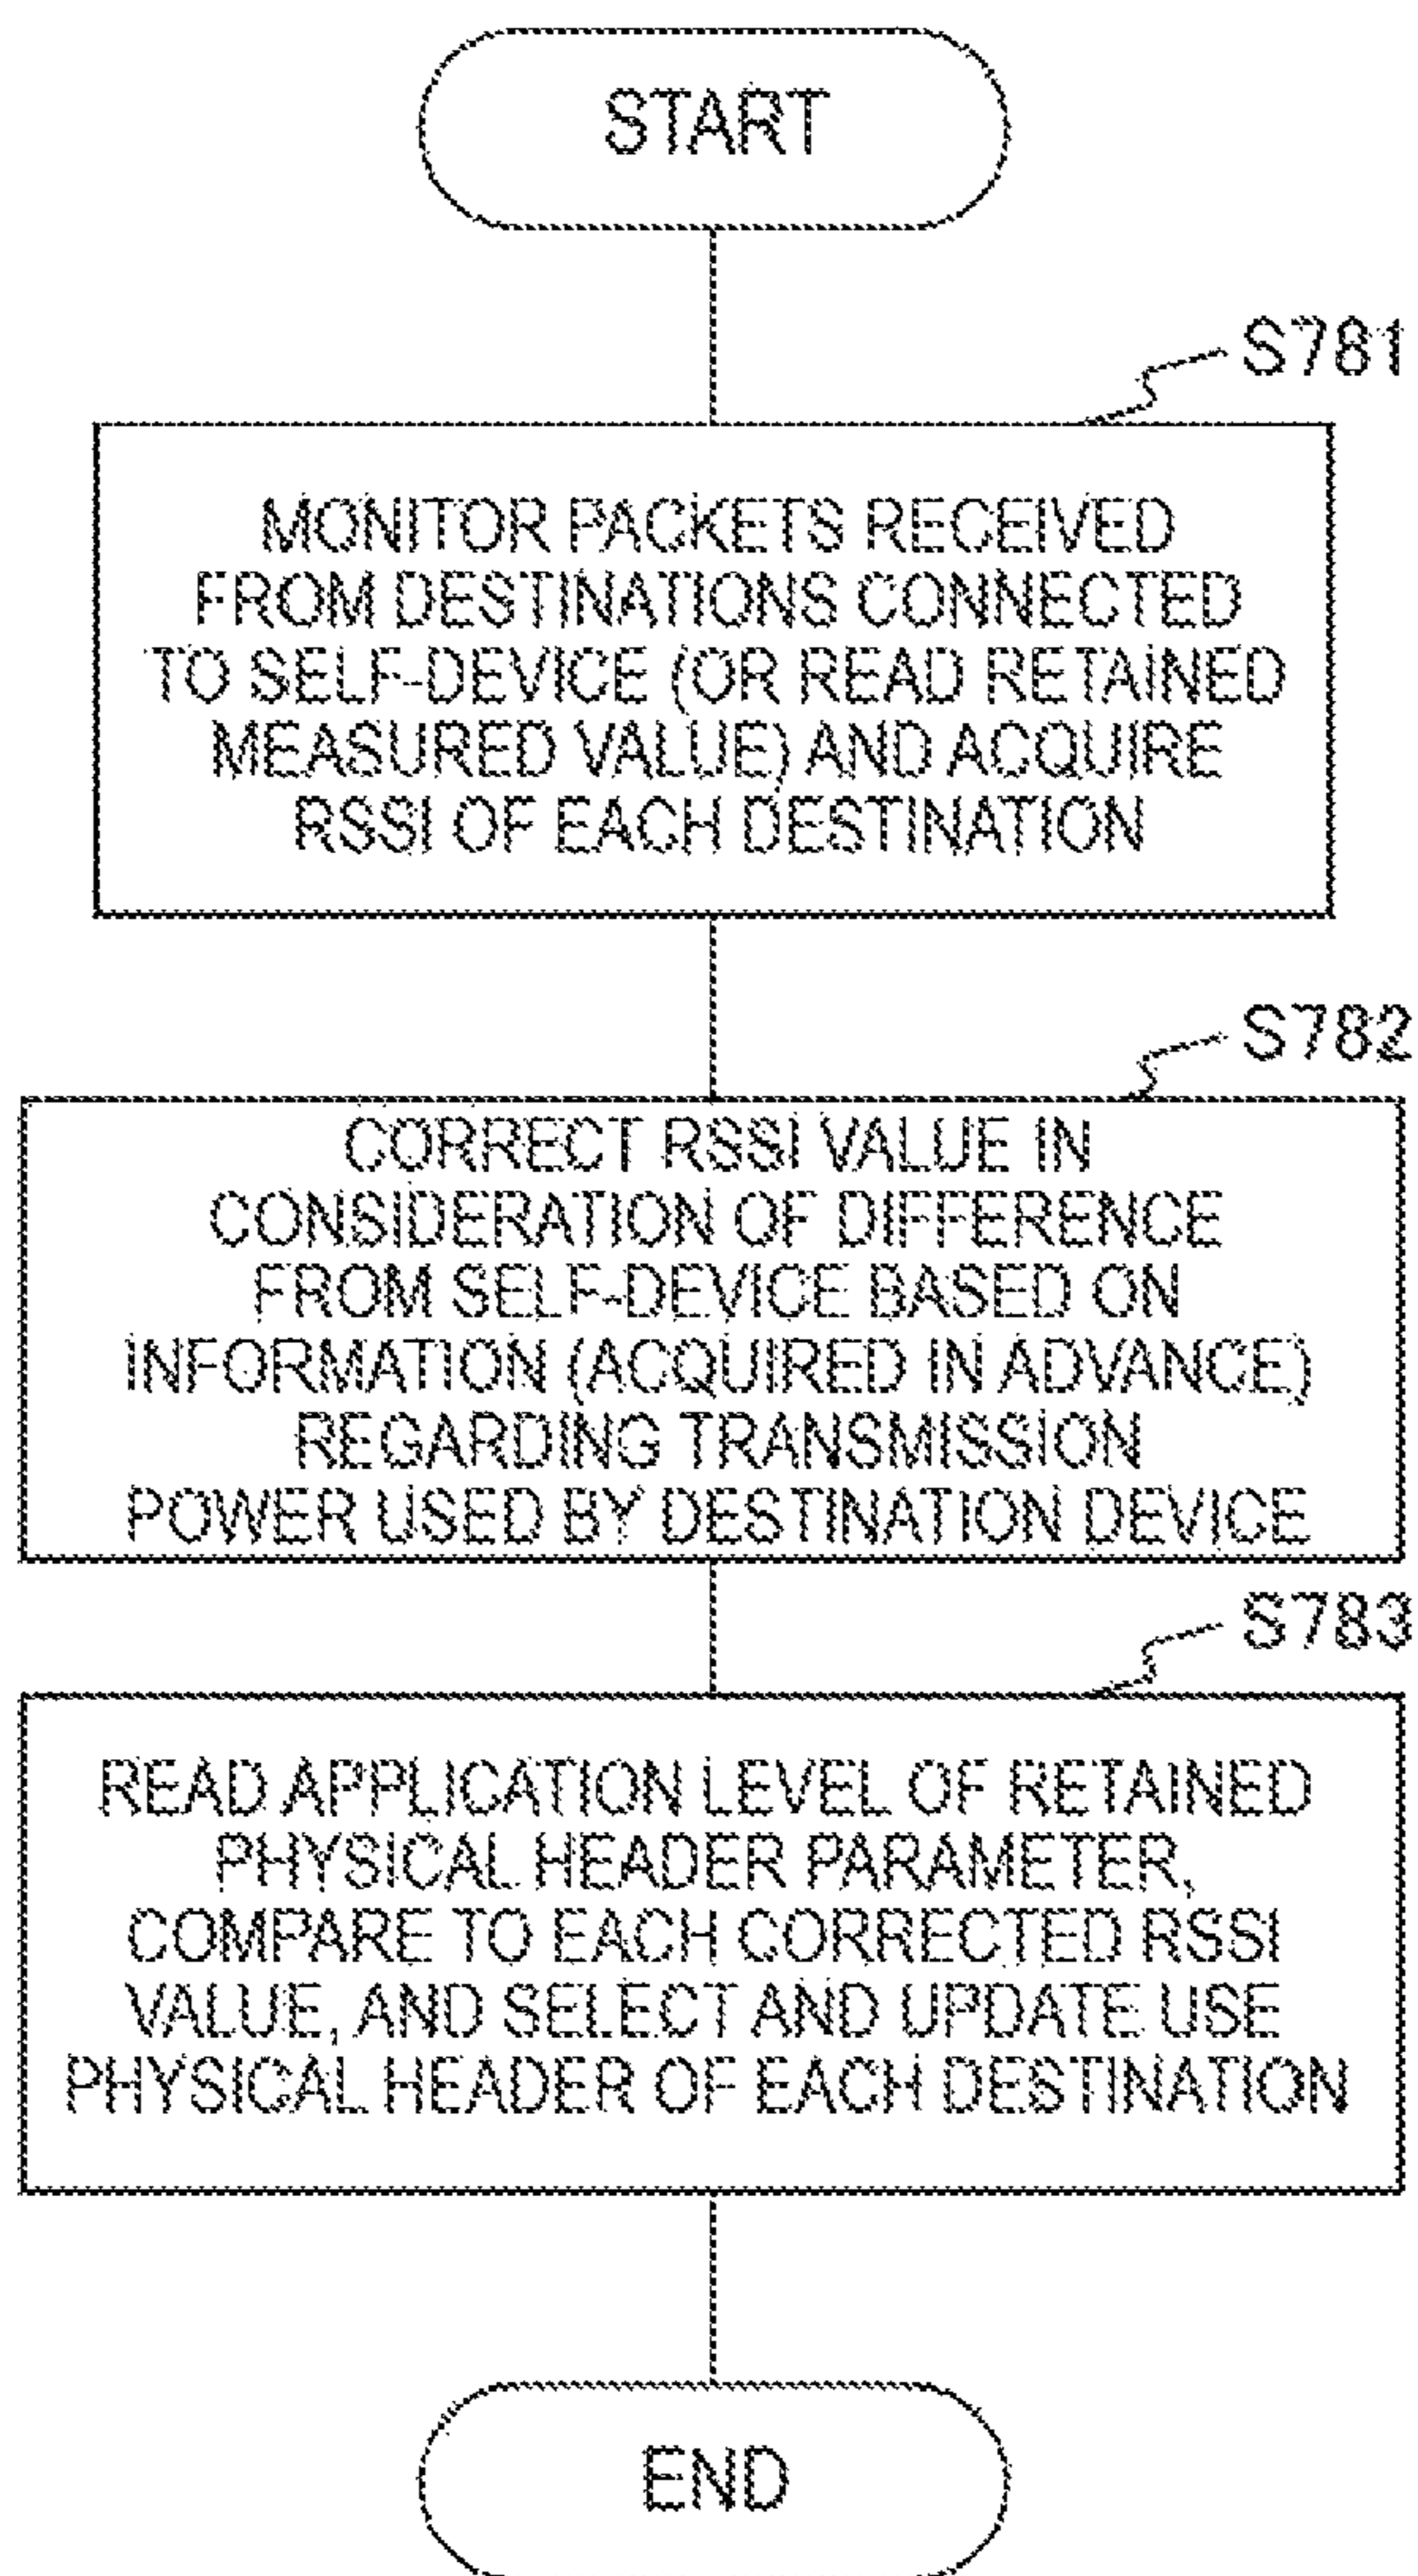 START
S781
MONITOR PACKETS RECEIVED
FROM DESTINATIONS CONNECTED
TO SELF-DEVICE (OR READ RETAINED
MEASURED VALUE) AND ACQUIRE
RSSI OF EACH DESTINATION
S782
CORRECT RSSI VALUE IN
CONSIDERATION OF DIFFERENCE
FROM SELF-DEVICE BASED ON
INFORMATION (ACQUIRED IN ADVANCE)
REGARDING TRANSMISSION
POWER USED BY DESTINATION DEVICE
S783
READ APPLICATION LEVEL OF RETAINED
PHYSICAL HEADER PARAMETER,
COMPARE TO EACH CORRECTED RSSI
VALUE, AND SELECT AND UPDATE USE
PHYSICAL HEADER OF EACH DESTINATION
END